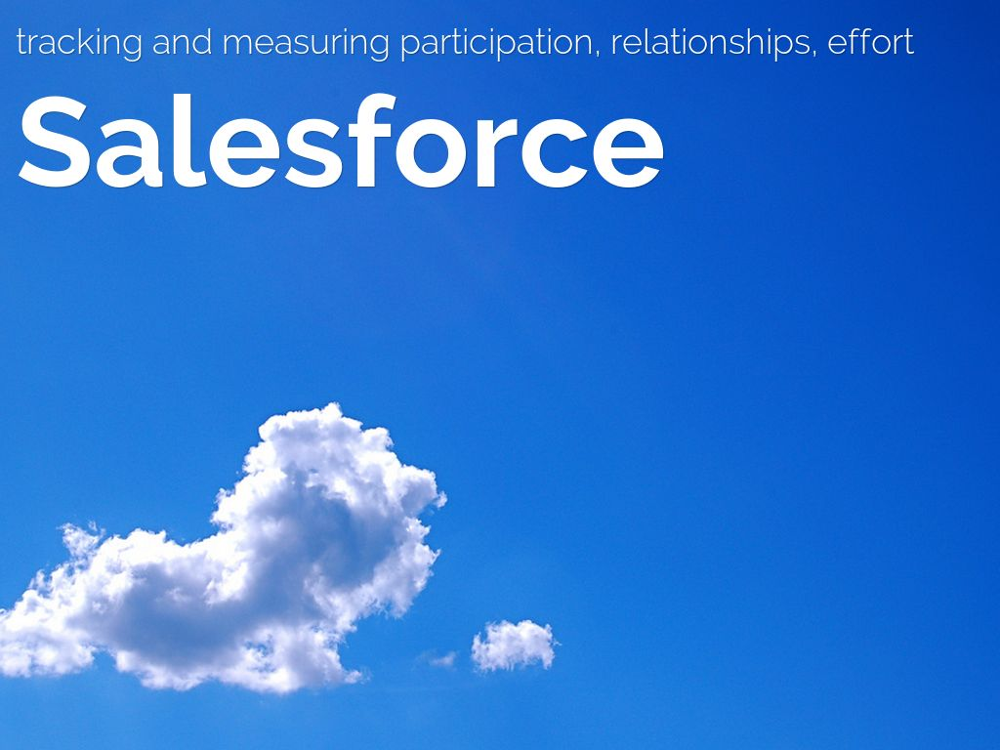 tracking and measuring participation, relationships, effort
Salesforce